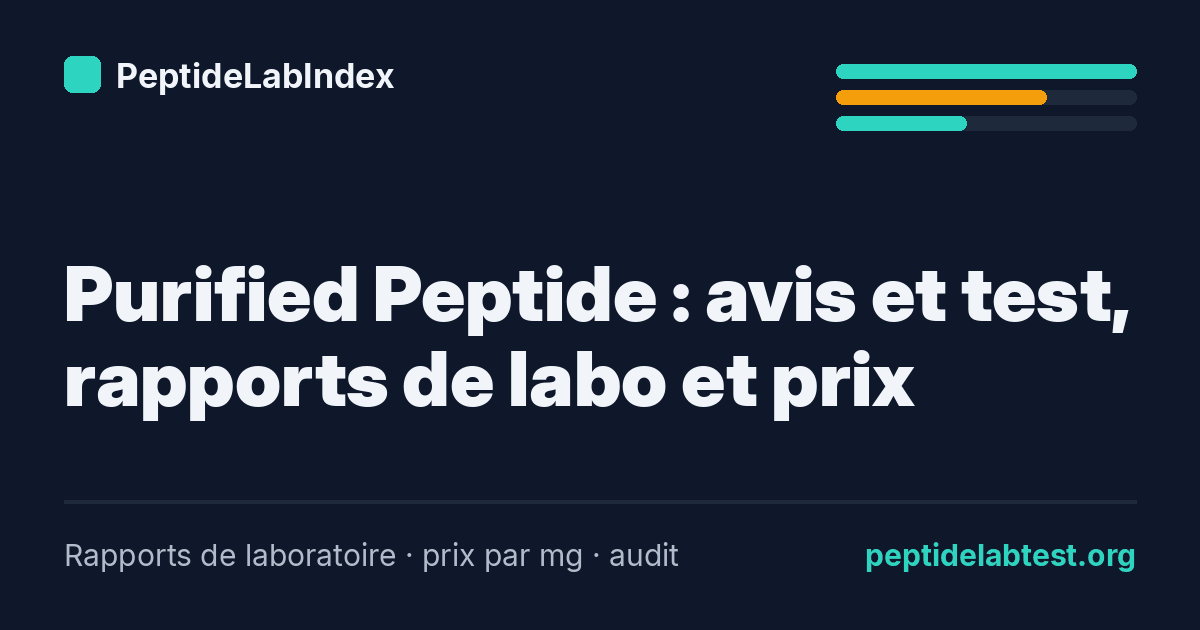 PeptideLabIndex
Purified Peptide : avis et test,
rapports de labo et prix
Rapports de laboratoire · prix par mg · audit
peptidelabtest.org